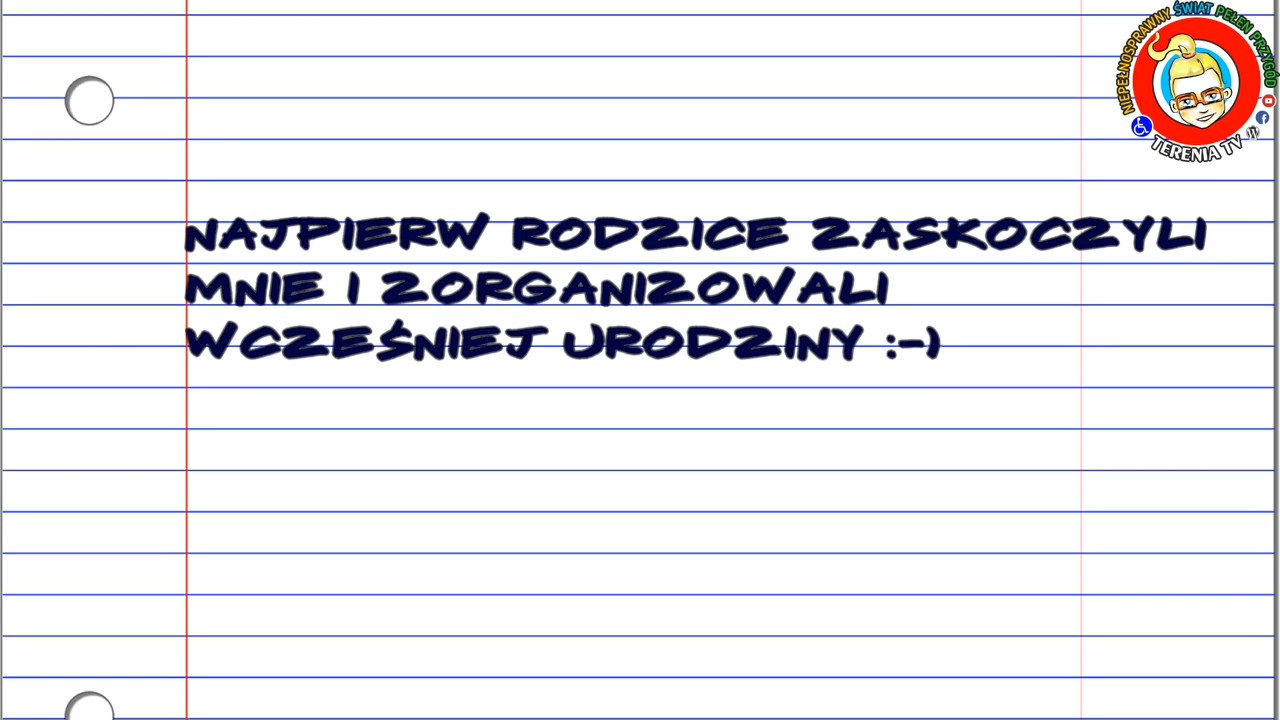 NIEPEŁNOSPRAWNY ŚWIAT PEŁEN PRZYGÓD
TERENIA TV
NAJPIERW RODZICE ZASKOCZYLI
MNIE I ZORGANIZOWALI
WCZEŚNIEJ URODZINY :-)